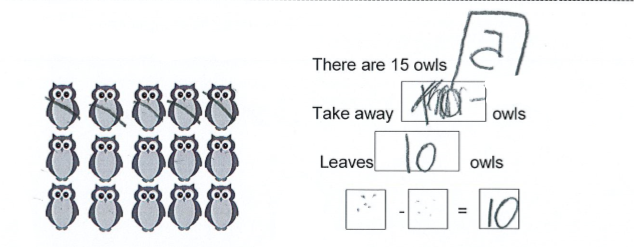 There are 15 owls 5
Take away owls
Leaves 10 owls
- = 10